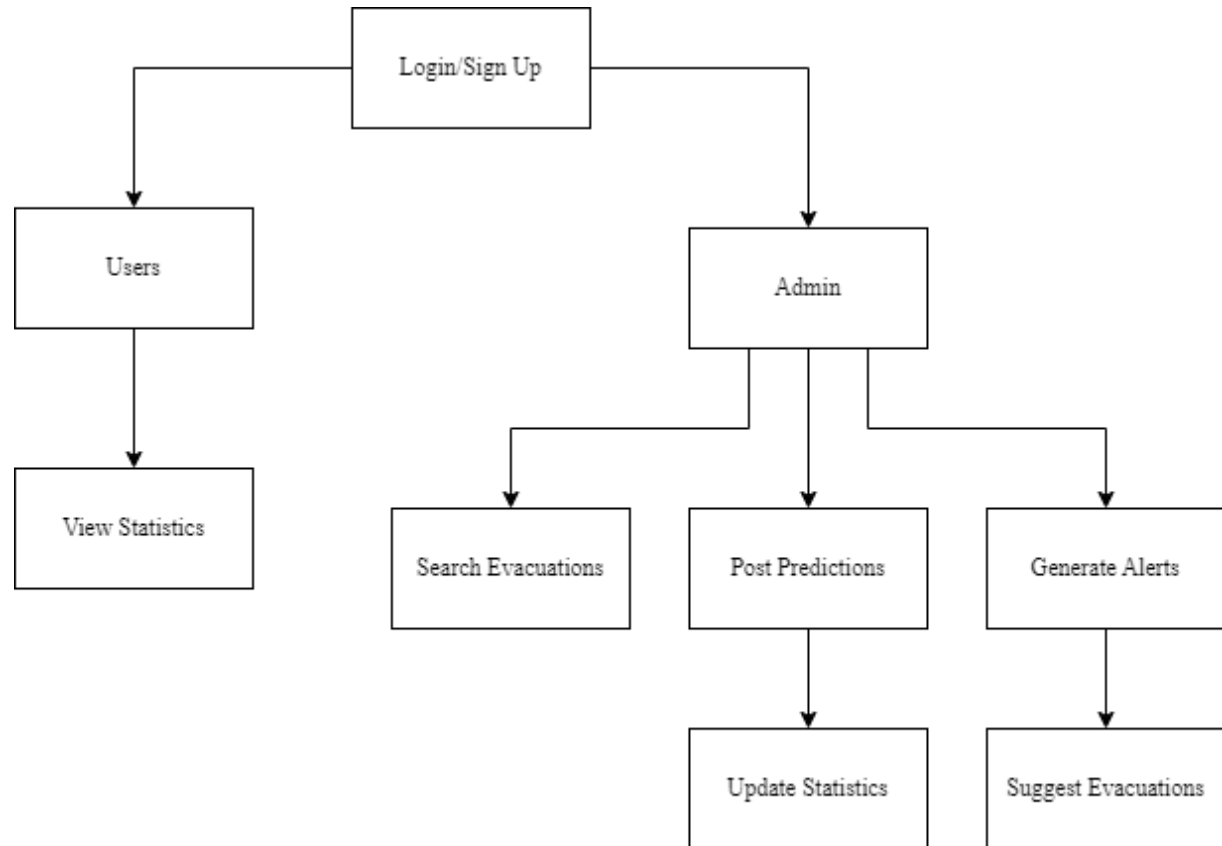 Login/Sign Up
Users
Admin
View Statistics
Search Evacuations
Post Predictions
Generate Alerts
Update Statistics
Suggest Evacuations